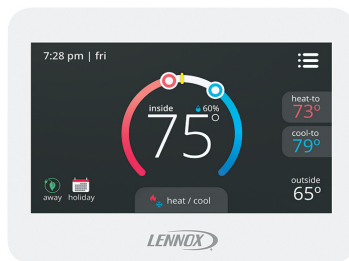 7:28 pm | fri
inside
60%
75°
heat-to
73°
cool-to
79°
outside
65°
away
holiday
heat / cool
LENNOX